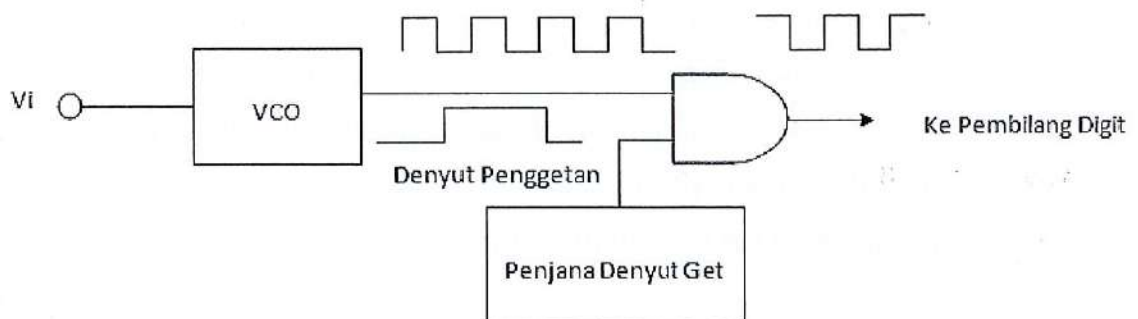 Vi
VCO
Ke Pembilang Digit
Denyut Penggetan
Penjana Denyut Get